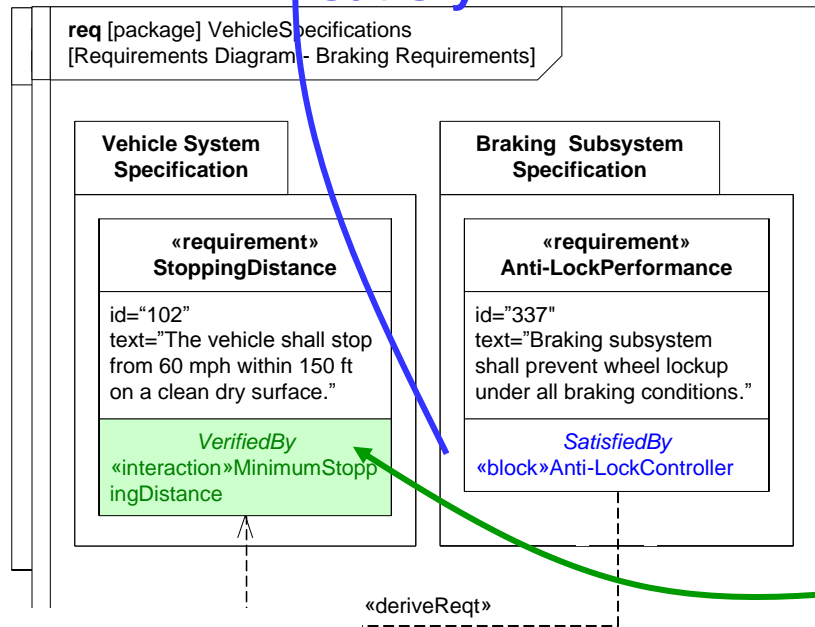 req [package] VehicleSpecifications
[Requirements Diagram - Braking Requirements]
Vehicle System
Specification
«requirement»
StoppingDistance
id=“102”
text=”The vehicle shall stop
from 60 mph within 150 ft
on a clean dry surface.”
VerifiedBy
«interaction»MinimumStopp
ingDistance
Braking Subsystem
Specification
«requirement»
Anti-LockPerformance
id=”337"
text=”Braking subsystem
shall prevent wheel lockup
under all braking conditions.”
SatisfiedBy
«block»Anti-LockController
«deriveReqt»